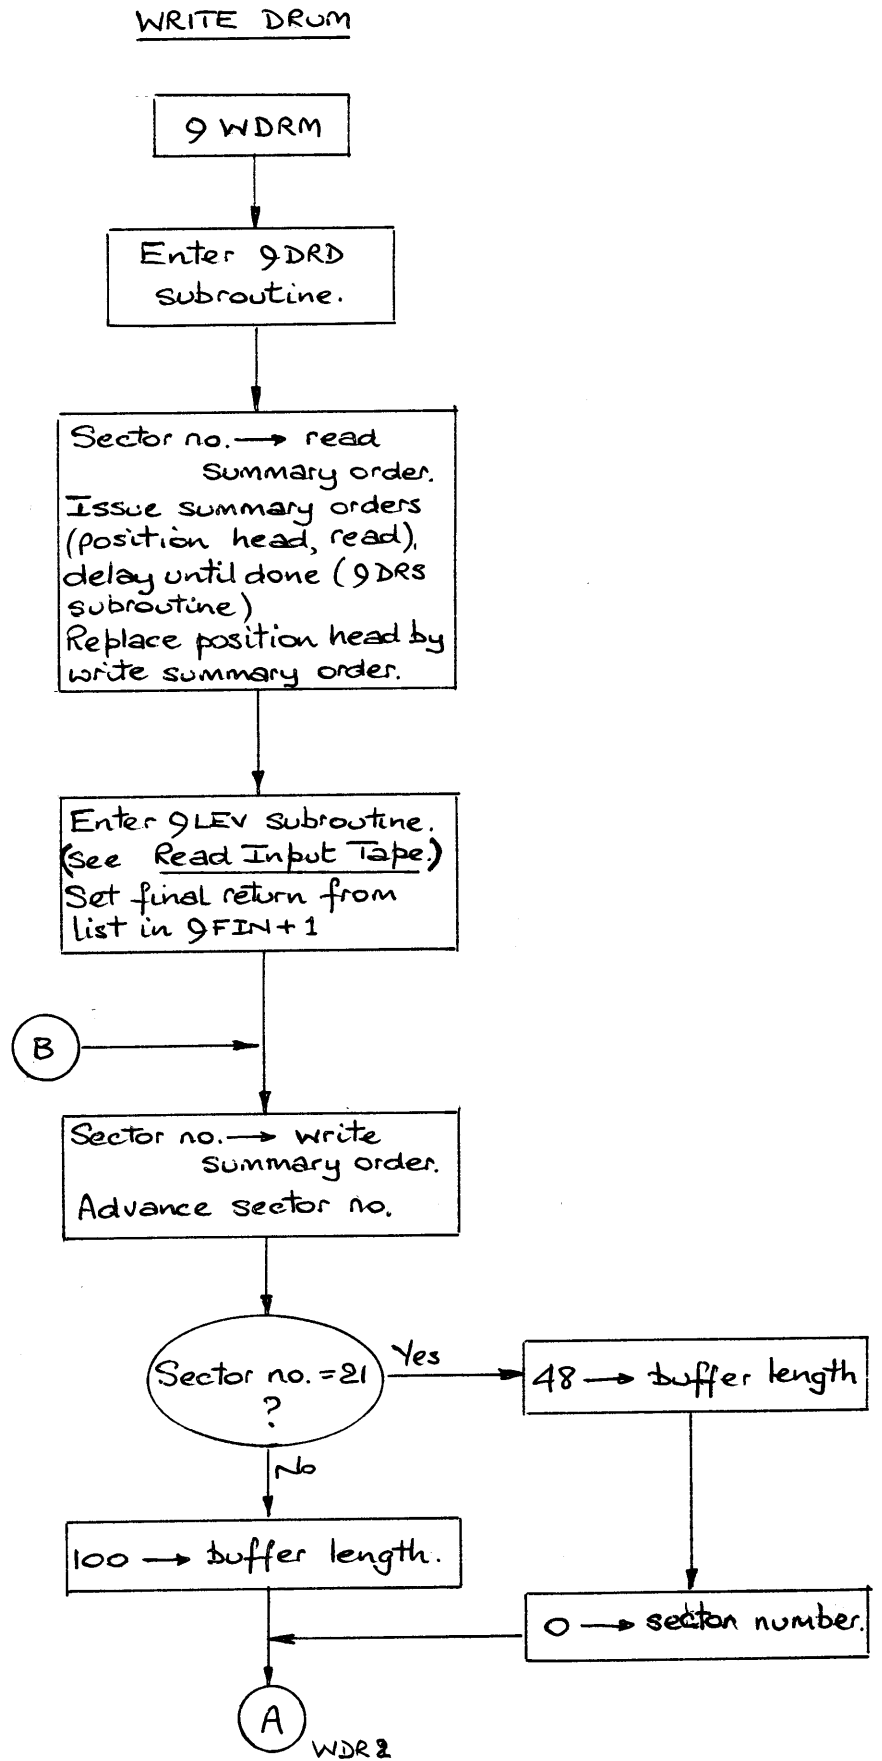 WRITE DRUM
9 WDRM
Enter 9DRD
subroutine.
Sector no. → read
summary order.
Issue summary orders
(position head, read),
delay until done (9DRS
subroutine)
Replace position head by
write summary order.
Enter 9LEV subroutine.
(see Read Input Tape.)
Set final return from
list in 9FIN+1
B
Sector no. → write
summary order.
Advance sector no.
Sector no. = 21
?
Yes
48 → buffer length
No
100 → buffer length.
0 → sector number.
A
WDR2